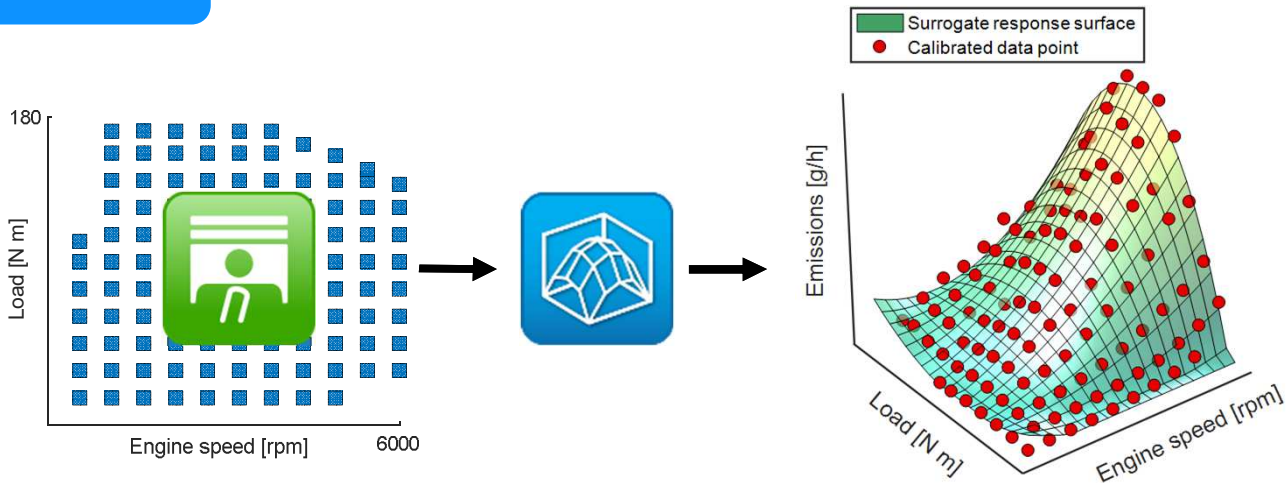 Surrogate response surface
Calibrated data point
180
Load [N m]
Engine speed [rpm]
6000
Emissions [g/h]
Load [N m]
Engine speed [rpm]